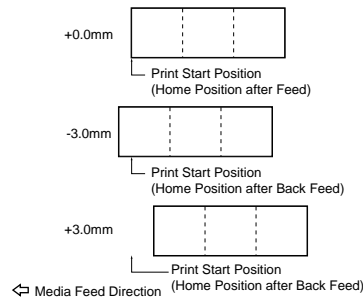 +0.0mm
Print Start Position
(Home Position after Feed)
-3.0mm
Print Start Position
(Home Position after Back Feed)
+3.0mm
Print Start Position
(Home Position after Back Feed)
Media Feed Direction